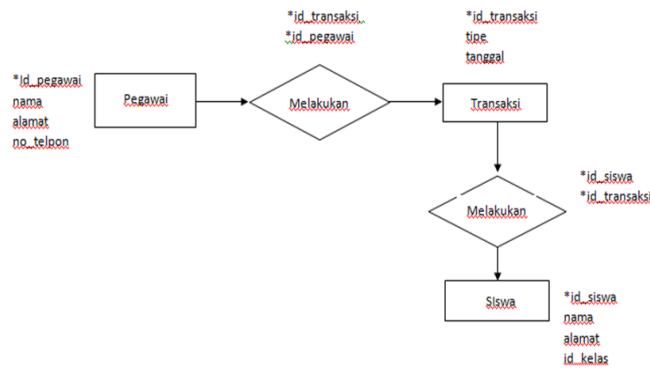 *id_transaksi
*id_pegawai
*id_transaksi
tipe
tanggal
*Id_pegawai
nama
alamat
no_telpon
Pegawai
Melakukan
Transaksi
*id_siswa
*id_transaksi
Melakukan
SIswa
*id_siswa
nama
alamat
id_kelas